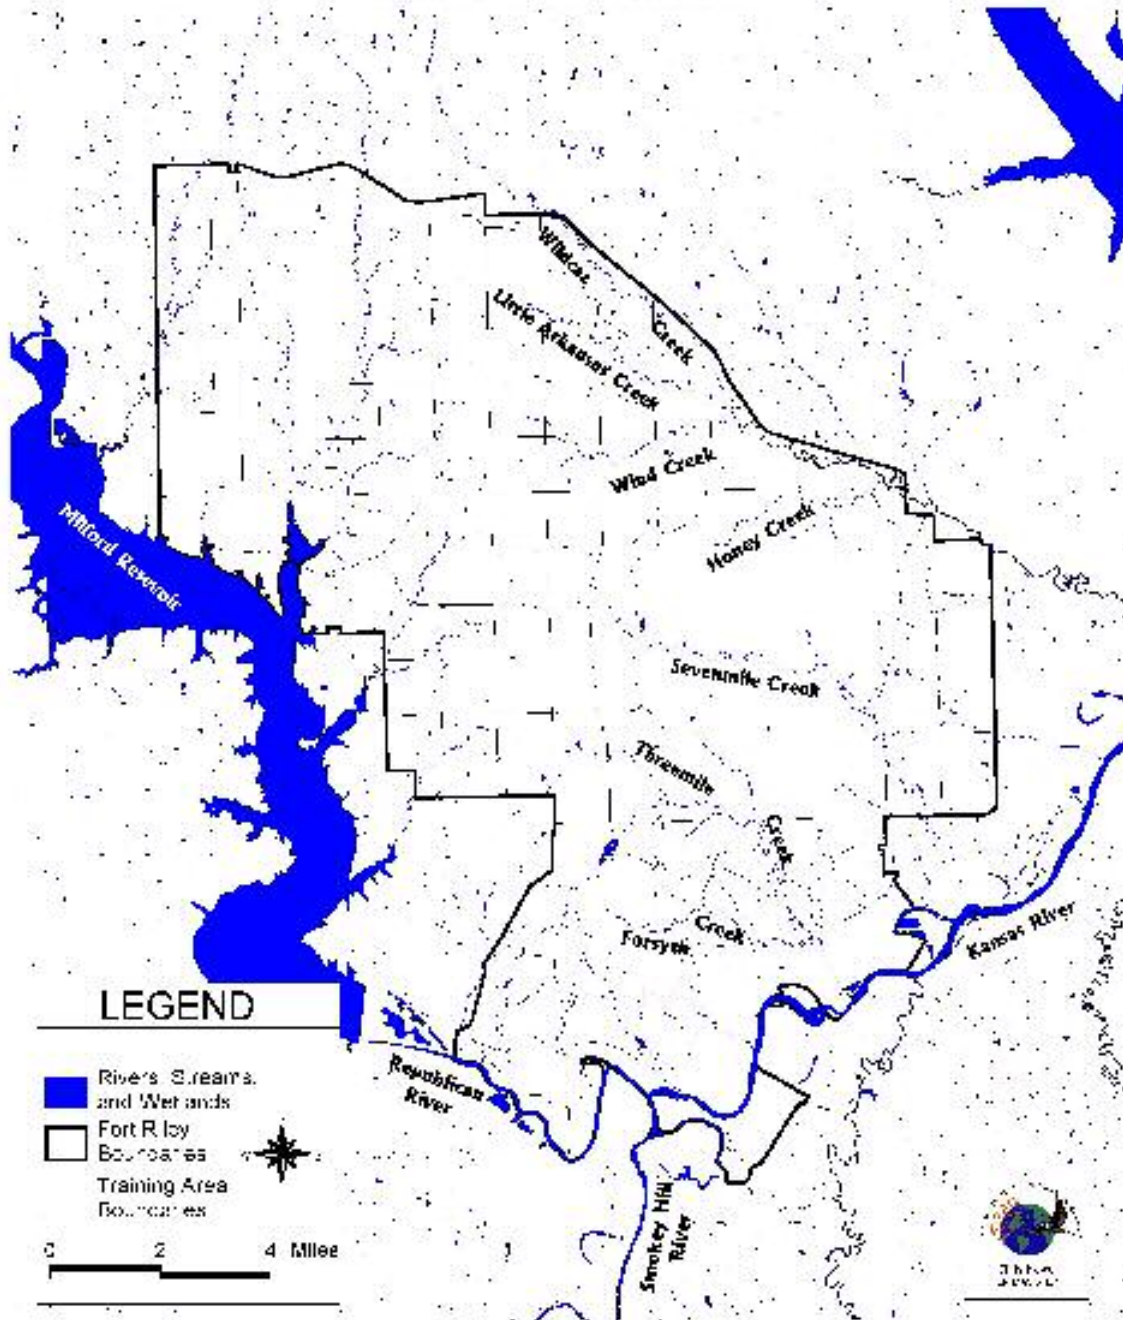 Wildcat
Creek
Little Arkansas Creek
Wind Creek
Honey Creek
Milford Resevoir
Sevenmile Creek
Threemile
Creek
Forsyth
Creek
Kansas River
Republican
River
Smokey Hill
River
LEGEND
Rivers, Streams,
and Wetlands
Fort Riley
Boundaries
Training Area
Boundaries
0 2 4 Miles